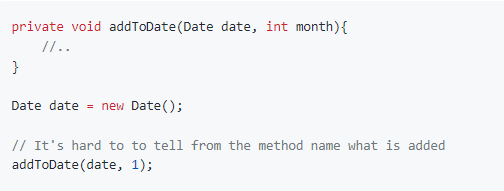 private void addToDate(Date date, int month){
    //..
}
Date date = new Date();
// It's hard to to tell from the method name what is added
addToDate(date, 1);